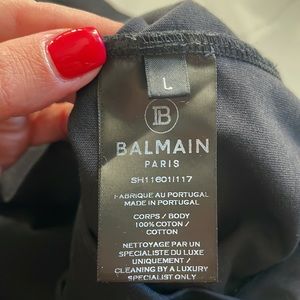 L
B
BALMAIN
PARIS
SH11601I117
FABRIQUE AU PORTUGAL
MADE IN PORTUGAL
CORPS / BODY
100% COTON /
COTTON
NETTOYAGE PAR UN
SPECIALISTE DU LUXE
UNIQUEMENT /
CLEANING BY A LUXURY
SPECIALIST ONLY